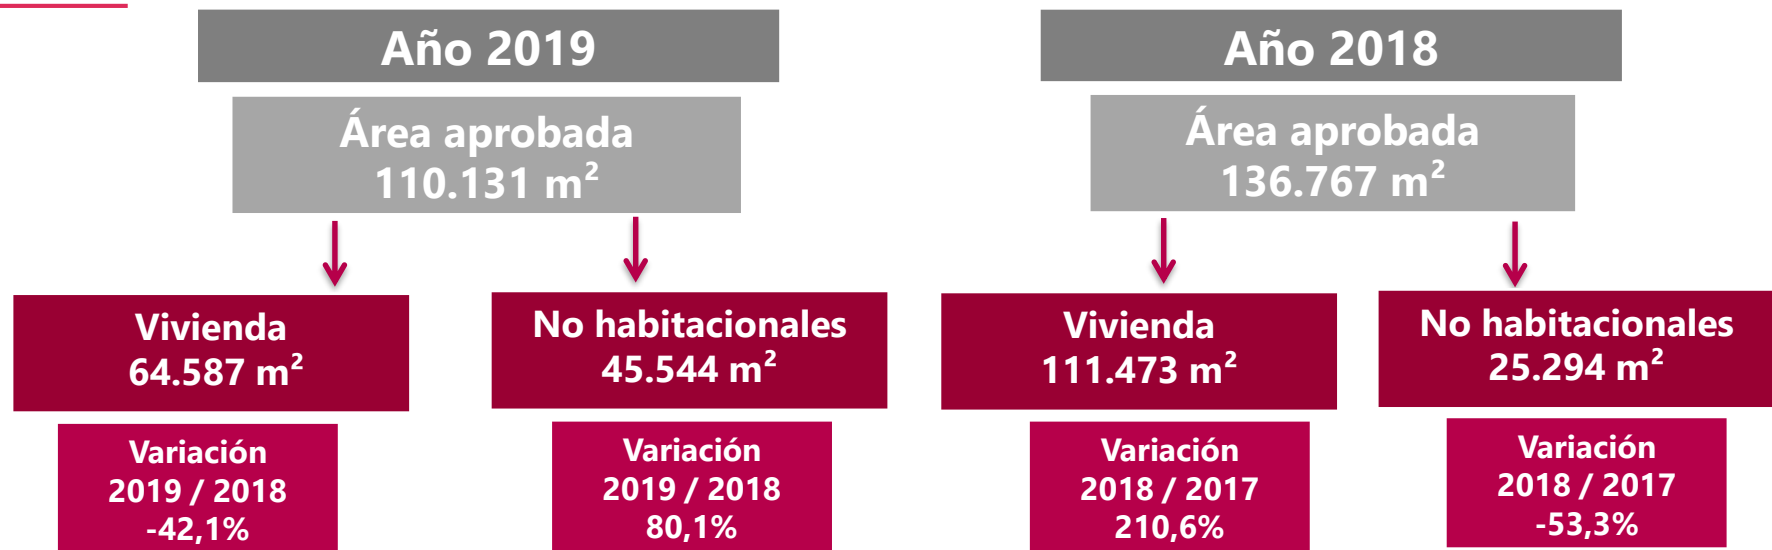 Año 2019
Área aprobada
110.131 m²
Vivienda
64.587 m²
Variación
2019 / 2018
-42,1%
No habitacionales
45.544 m²
Variación
2019 / 2018
80,1%
Año 2018
Área aprobada
136.767 m²
Vivienda
111.473 m²
Variación
2018 / 2017
210,6%
No habitacionales
25.294 m²
Variación
2018 / 2017
-53,3%